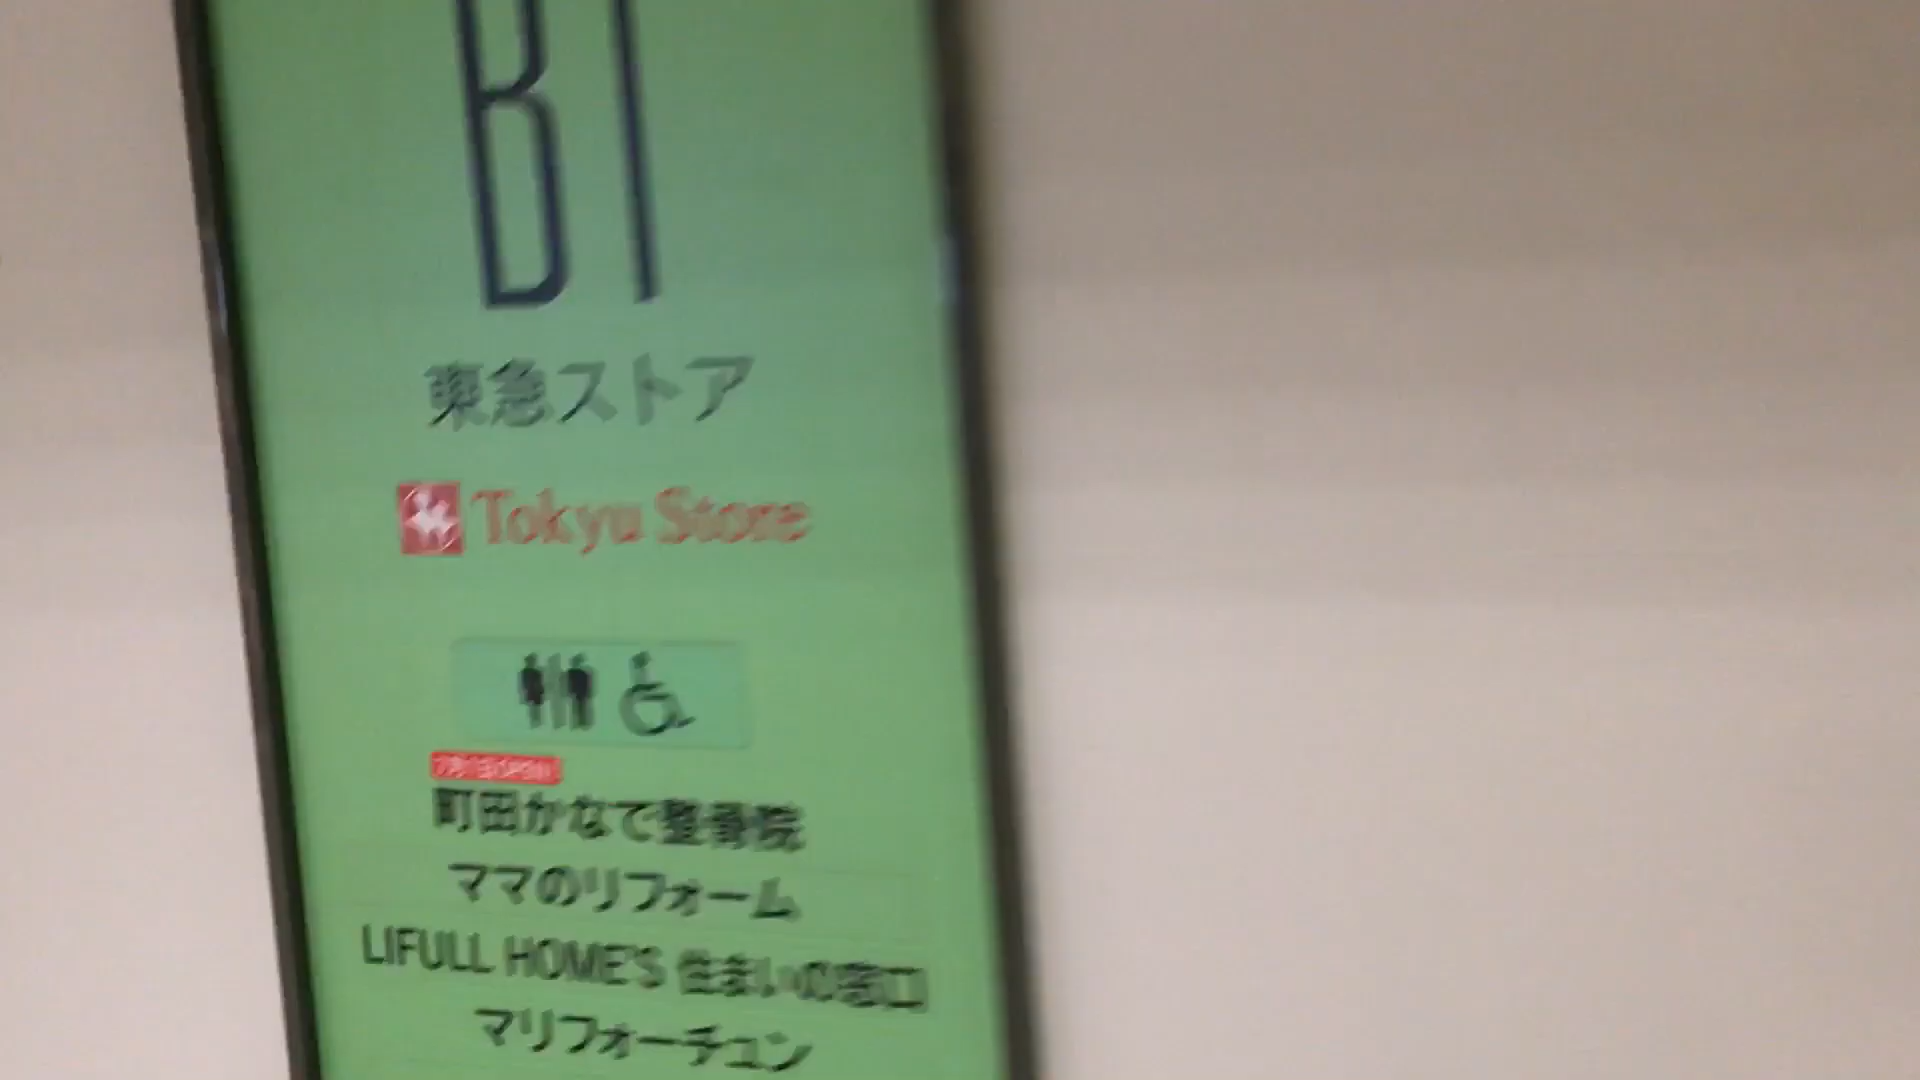 B1
東急ストア
Tokyu Store
町田かなで整骨院
ママのリフォーム
LIFULL HOME'S 住まいの窓口
マリフォーチュン